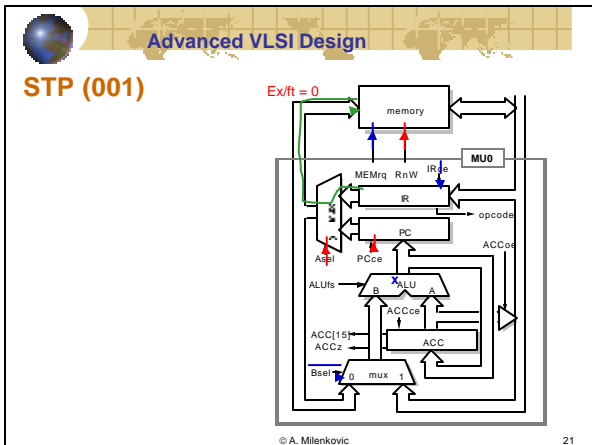 Advanced VLSI Design
STP (001)
Ex/ft = 0
memory
MU0
MEMrq RnW IRce
IR
opcode
PC
ACCoe
Asel PCce
ALUfs
x
B ALU A
ACCce
ACC[15]
ACCz
ACC
Bsel
0 mux 1
© A. Milenkovic 21